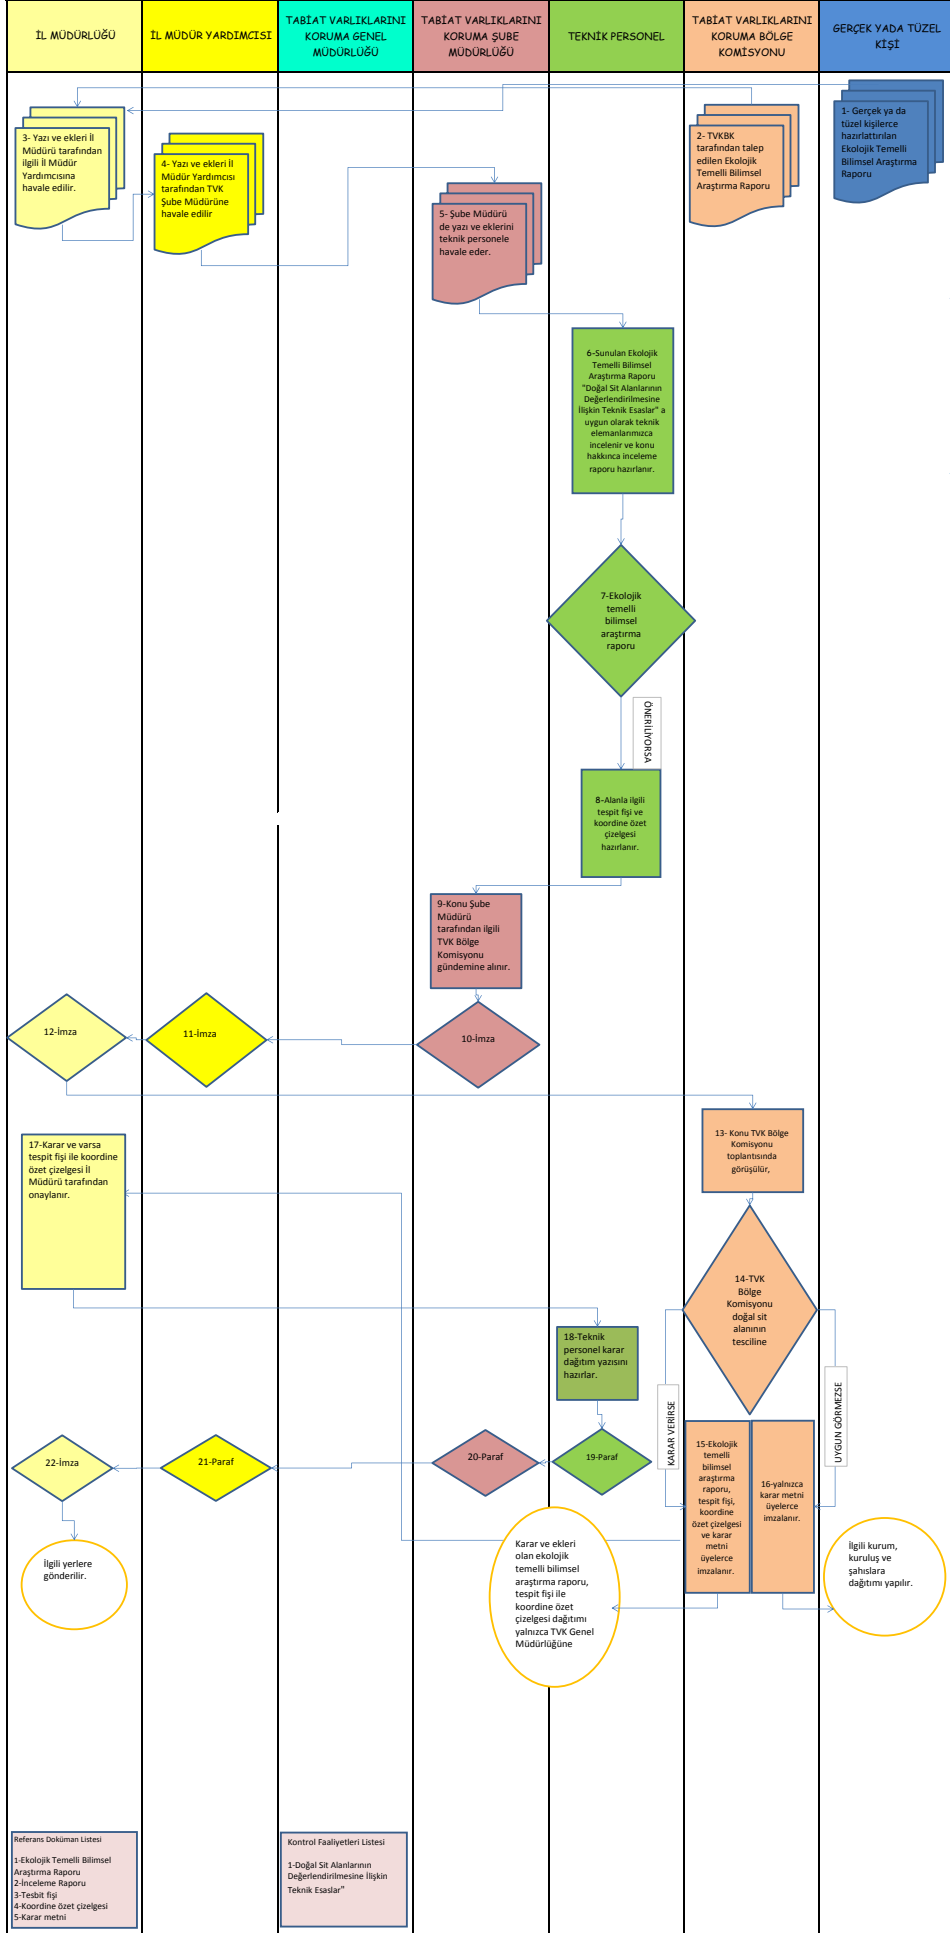 İL MÜDÜRLÜĞÜ
İL MÜDÜR YARDIMCISI
TABİAT VARLIKLARINI
KORUMA GENEL
MÜDÜRLÜĞÜ
TABİAT VARLIKLARINI
KORUMA ŞUBE
MÜDÜRLÜĞÜ
TEKNİK PERSONEL
TABİAT VARLIKLARINI
KORUMA BÖLGE
KOMİSYONU
GERÇEK YADA TÜZEL
KİŞİ
1- Gerçek ya da
tüzel kişilerce
hazırlattırılan
Ekolojik Temelli
Bilimsel Araştırma
Raporu
2- TVKBK
tarafından talep
edilen Ekolojik
Temelli Bilimsel
Araştırma Raporu
3- Yazı ve ekleri İl
Müdürü tarafından
ilgili İl Müdür
Yardımcısına
havale edilir.
4- Yazı ve ekleri İl
Müdür Yardımcısı
tarafından TVK
Şube Müdürüne
havale edilir
5- Şube Müdürü
de yazı ve eklerini
teknik personele
havale eder.
6-Sunulan Ekolojik
Temelli Bilimsel
Araştırma Raporu
"Doğal Sit Alanlarının
Değerlendirilmesine
İlişkin Teknik Esaslar" a
uygun olarak teknik
elemanlarımızca
incelenir ve konu
hakkınca inceleme
raporu hazırlanır.
7-Ekolojik
temelli
bilimsel
araştırma
raporu
ÖNERİLİYORSA
8-Alanla ilgili
tespit fişi ve
koordine özet
çizelgesi
hazırlanır.
9-Konu Şube
Müdürü
tarafından ilgili
TVK Bölge
Komisyonu
gündemine alınır.
10-İmza
11-İmza
12-İmza
13- Konu TVK Bölge
Komisyonu
toplantısında
görüşülür,
14-TVK
Bölge
Komisyonu
doğal sit
alanının
tesciline
KARAR VERİRSE
UYGUN GÖRMEZSE
15-Ekolojik
temelli
bilimsel
araştırma
raporu,
tespit fişi,
koordine
özet çizelgesi
ve karar
metni
üyelerce
imzalanır.
16-yalnızca
karar metni
üyelerce
imzalanır.
17-Karar ve varsa
tespit fişi ile koordine
özet çizelgesi İl
Müdürü tarafından
onaylanır.
18-Teknik
personel karar
dağıtım yazısını
hazırlar.
19-Paraf
20-Paraf
21-Paraf
22-İmza
İlgili yerlere
gönderilir.
Karar ve ekleri
olan ekolojik
temelli bilimsel
araştırma raporu,
tespit fişi ile
koordine özet
çizelgesi dağıtımı
yalnızca TVK Genel
Müdürlüğüne
İlgili kurum,
kuruluş ve
şahıslara
dağıtımı yapılır.
Referans Doküman Listesi
1-Ekolojik Temelli Bilimsel
Araştırma Raporu
2-İnceleme Raporu
3-Tesbit fişi
4-Koordine özet çizelgesi
5-Karar metni
Kontrol Faaliyetleri Listesi
1-Doğal Sit Alanlarının
Değerlendirilmesine İlişkin
Teknik Esaslar"